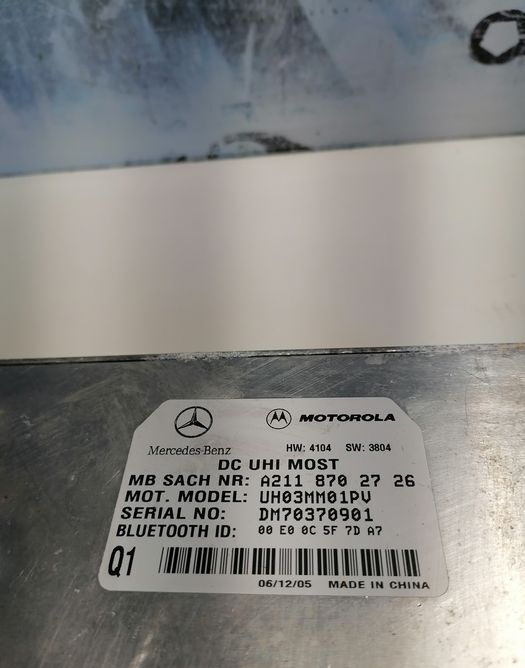 MOTOROLA
Mercedes-Benz
HW: 4104 SW: 3804
DC UHI MOST
MB SACH NR: A211 870 27 26
MOT. MODEL: UH03MM01PV
SERIAL NO: DM70370901
BLUETOOTH ID: 00 E0 0C 5F 7D A7
Q1
06/12/05 MADE IN CHINA